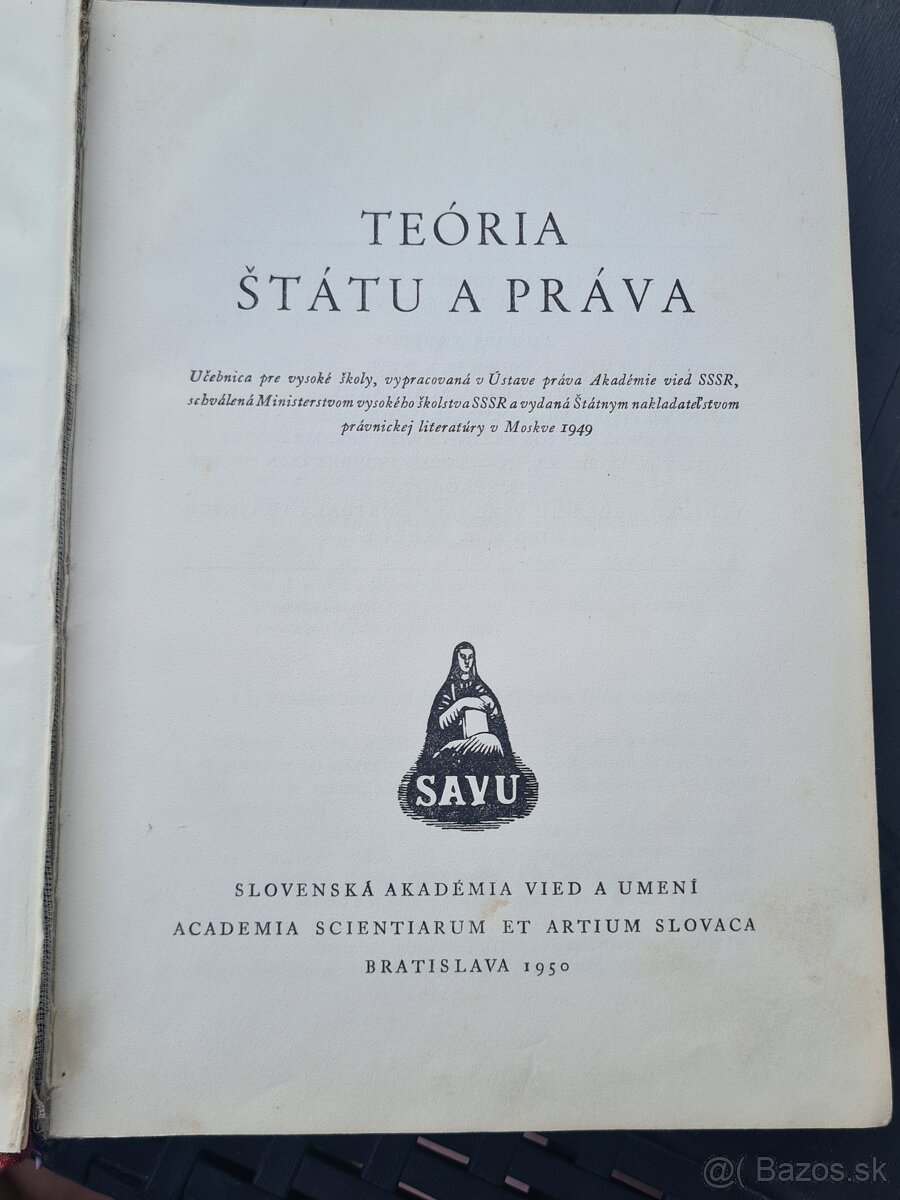 TEÓRIA
ŠTÁTU A PRÁVA
Učebnica pre vysoké školy, vypracovaná v Ústave práva Akadémie vied SSSR,
schválená Ministerstvom vysokého školstva SSSR a vydaná Štátnym nakladateľstvom
právnickej literatúry v Moskve 1949
SAVU
SLOVENSKÁ AKADÉMIA VIED A UMENÍ
ACADEMIA SCIENTIARUM ET ARTIUM SLOVACA
BRATISLAVA 1950
@( Bazos.sk